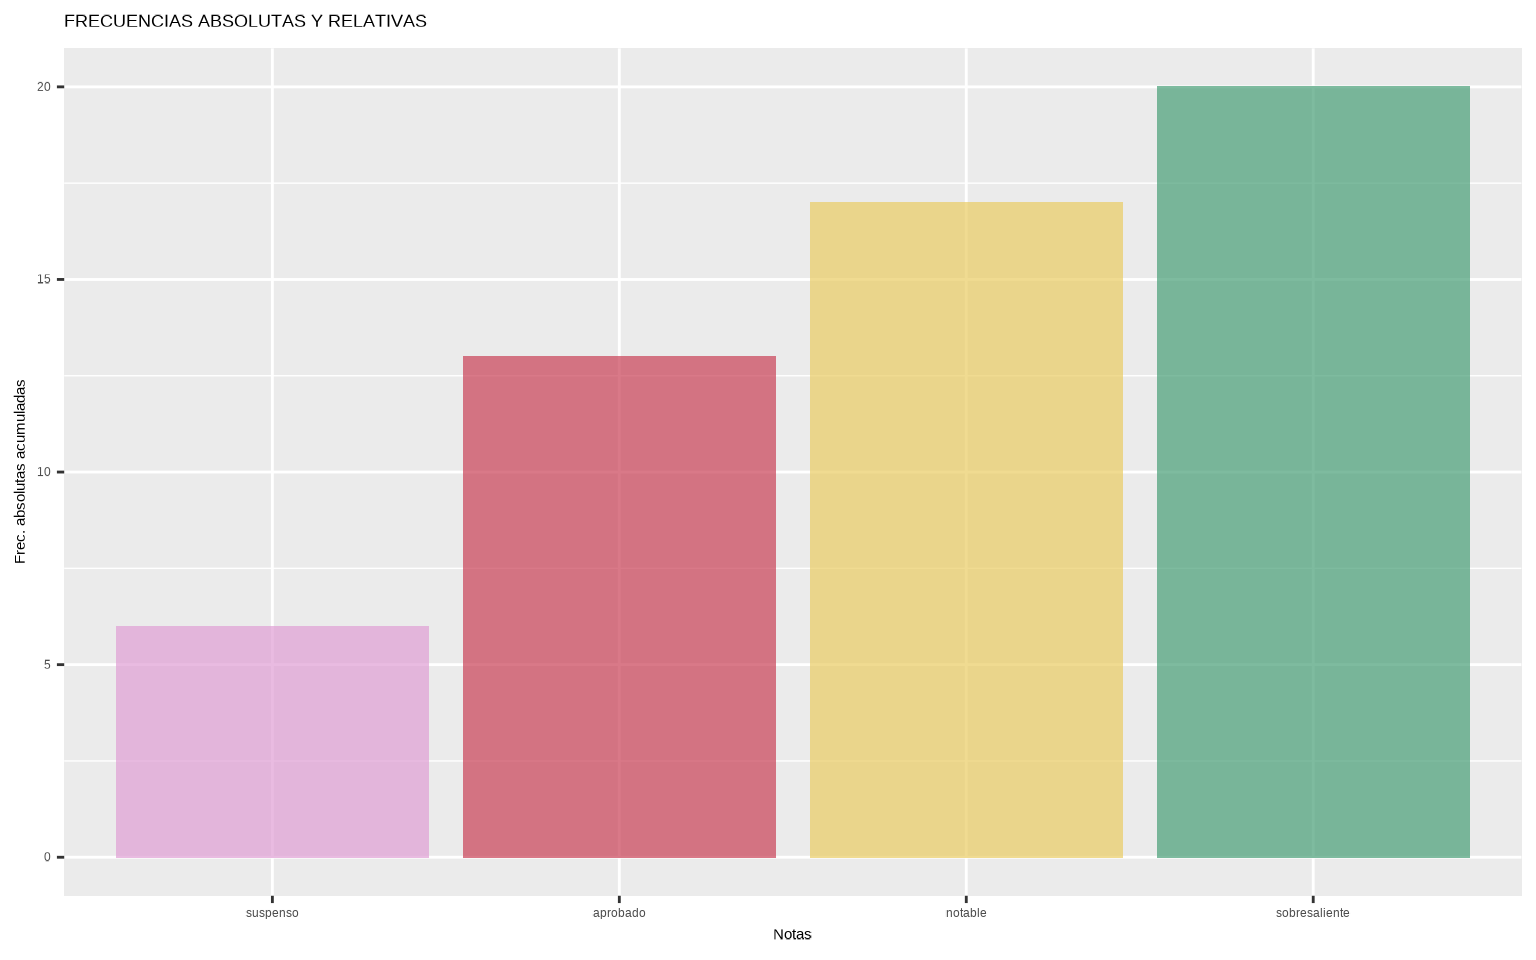 FRECUENCIAS ABSOLUTAS Y RELATIVAS
Frec. absolutas acumuladas
20
15
10
5
0
suspenso
aprobado
notable
sobresaliente
Notas